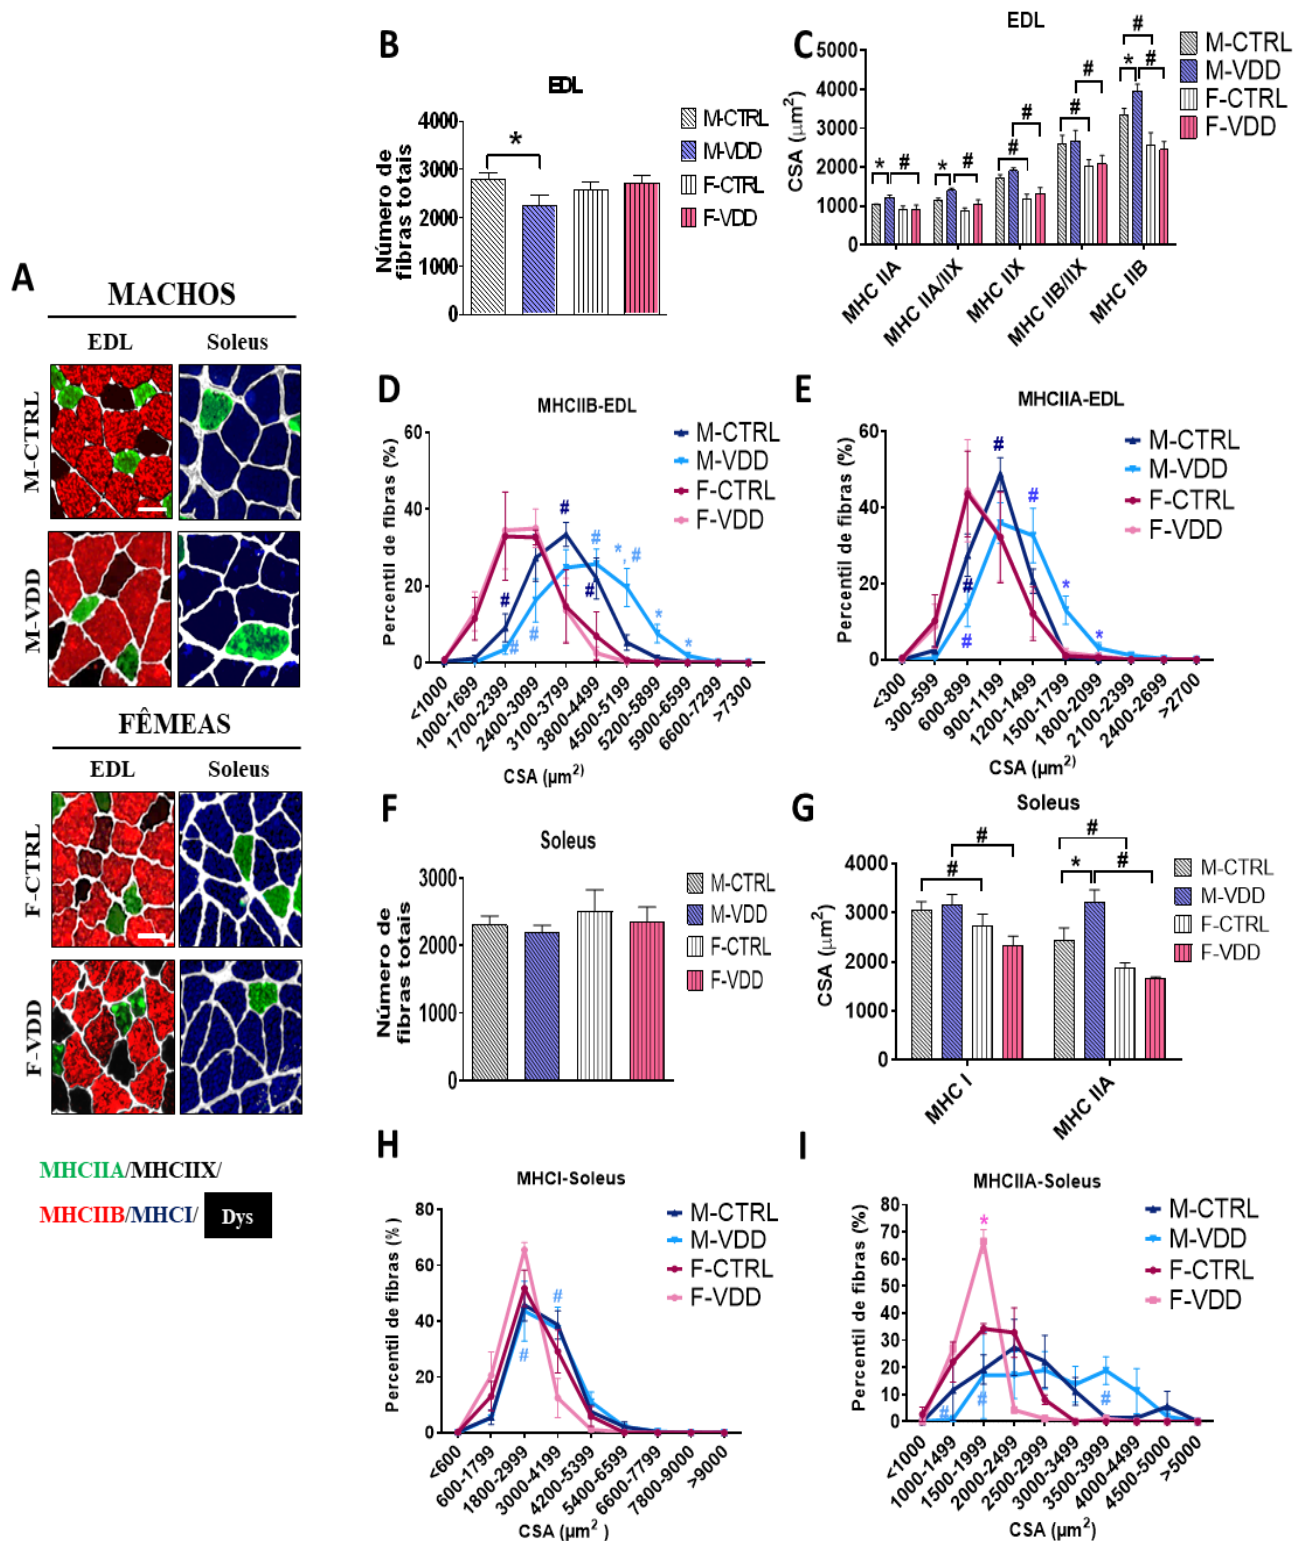 A
MACHOS
EDL Soleus
M-CTRL
M-VDD
FÊMEAS
EDL Soleus
F-CTRL
F-VDD
MHCIIA/MHCIIX/
MHCIIB/MHCI/ Dys
B
EDL
Número de
fibras totais
4000
3000
2000
1000
0
*
M-CTRL
M-VDD
F-CTRL
F-VDD
C
EDL
CSA (µm²)
5000
4000
3000
2000
1000
0
* # * # # # # # * # #
MHC IIA
MHC IIA/IIX
MHC IIX
MHC IIB/IIX
MHC IIB
M-CTRL
M-VDD
F-CTRL
F-VDD
D
MHCIIB-EDL
Percentil de fibras (%)
60
40
20
0
# # # # # # *, # * *
<1000
1000-1699
1700-2399
2400-3099
3100-3799
3800-4499
4500-5199
5200-5899
5900-6599
6600-7299
>7300
CSA (µm²)
M-CTRL
M-VDD
F-CTRL
F-VDD
E
MHCIIA-EDL
Percentil de fibras (%)
60
40
20
0
# # # # * *
<300
300-599
600-899
900-1199
1200-1499
1500-1799
1800-2099
2100-2399
2400-2699
>2700
CSA (µm²)
M-CTRL
M-VDD
F-CTRL
F-VDD
F
Soleus
Número de
fibras totais
3000
2000
1000
0
M-CTRL
M-VDD
F-CTRL
F-VDD
G
Soleus
CSA (µm²)
4000
3000
2000
1000
0
# # # * #
MHC I
MHC IIA
M-CTRL
M-VDD
F-CTRL
F-VDD
H
MHCI-Soleus
Percentil de fibras (%)
80
60
40
20
0
# #
<600
600-1799
1800-2999
3000-4199
4200-5399
5400-6599
6600-7799
7800-9000
>9000
CSA (µm²)
M-CTRL
M-VDD
F-CTRL
F-VDD
I
MHCIIA-Soleus
Percentil de fibras (%)
80
70
60
50
40
30
20
10
0
* # # #
<1000
1000-1499
1500-1999
2000-2499
2500-2999
3000-3499
3500-3999
4000-4499
4500-5000
>5000
CSA (µm²)
M-CTRL
M-VDD
F-CTRL
F-VDD